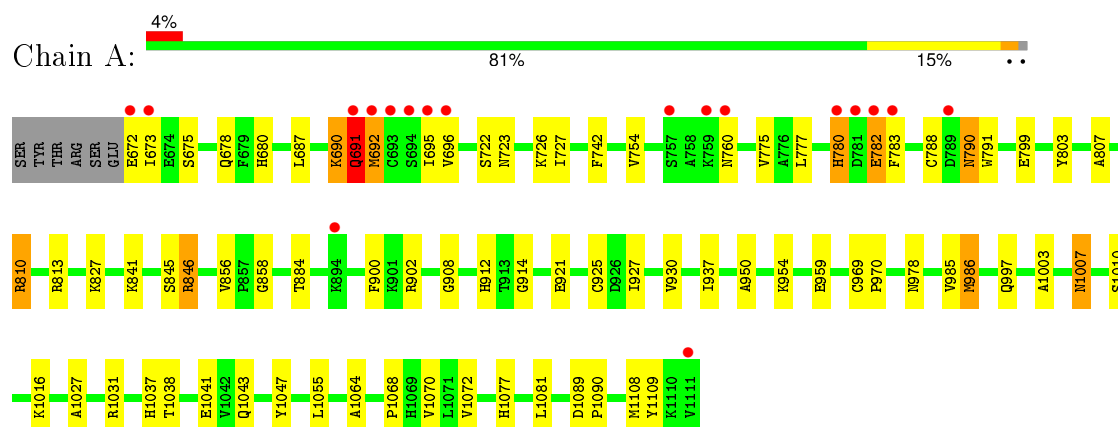 4%
Chain A:
81% 15% • •
SER TYR THR ARG SER GLU E672 I673 E674 S675 Q678 F679 H680 L687 K690 Q691 M692 C693 S694 I695 V696 S722 N723 K726 I727 F742 V754 S757 A758 K759 N760 V775 A776 L777 H780 D781 E782 F783 C788 D789 N790 W791 E799 Y803 A807
R810 R813 K827 K841 S845 R846 V856 P857 G858 T884 K894 F900 K901 R902 G908 H912 T913 G914 E921 C925 D926 I927 V930 I937 A950 K954 E959 C969 P970 N978 V985 M986 Q997 A1003 N1007 S1010
K1016 A1027 R1031 H1037 T1038 E1041 V1042 Q1043 Y1047 L1055 A1064 P1068 H1069 V1070 L1071 V1072 H1077 L1081 D1089 P1090 M1108 Y1109 K1110 V1111